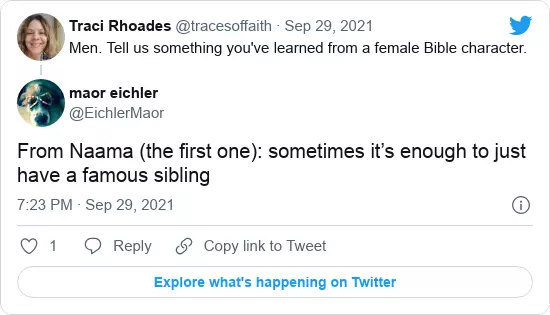 Traci Rhoades @tracesoffaith · Sep 29, 2021
Men. Tell us something you've learned from a female Bible character.
maor eichler
@EichlerMaor
From Naama (the first one): sometimes it’s enough to just
have a famous sibling
7:23 PM · Sep 29, 2021
1 Reply Copy link to Tweet
Explore what's happening on Twitter